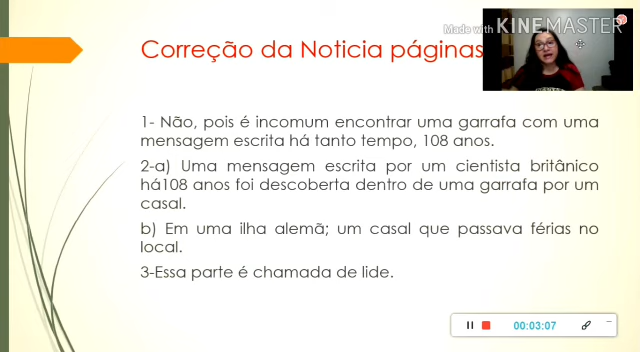 Made with KINEMASTER
Correção da Noticia páginas
1- Não, pois é incomum encontrar uma garrafa com uma
mensagem escrita há tanto tempo, 108 anos.
2-a) Uma mensagem escrita por um cientista britânico
há108 anos foi descoberta dentro de uma garrafa por um
casal.
b) Em uma ilha alemã; um casal que passava férias no
local.
3-Essa parte é chamada de lide.
00:03:07